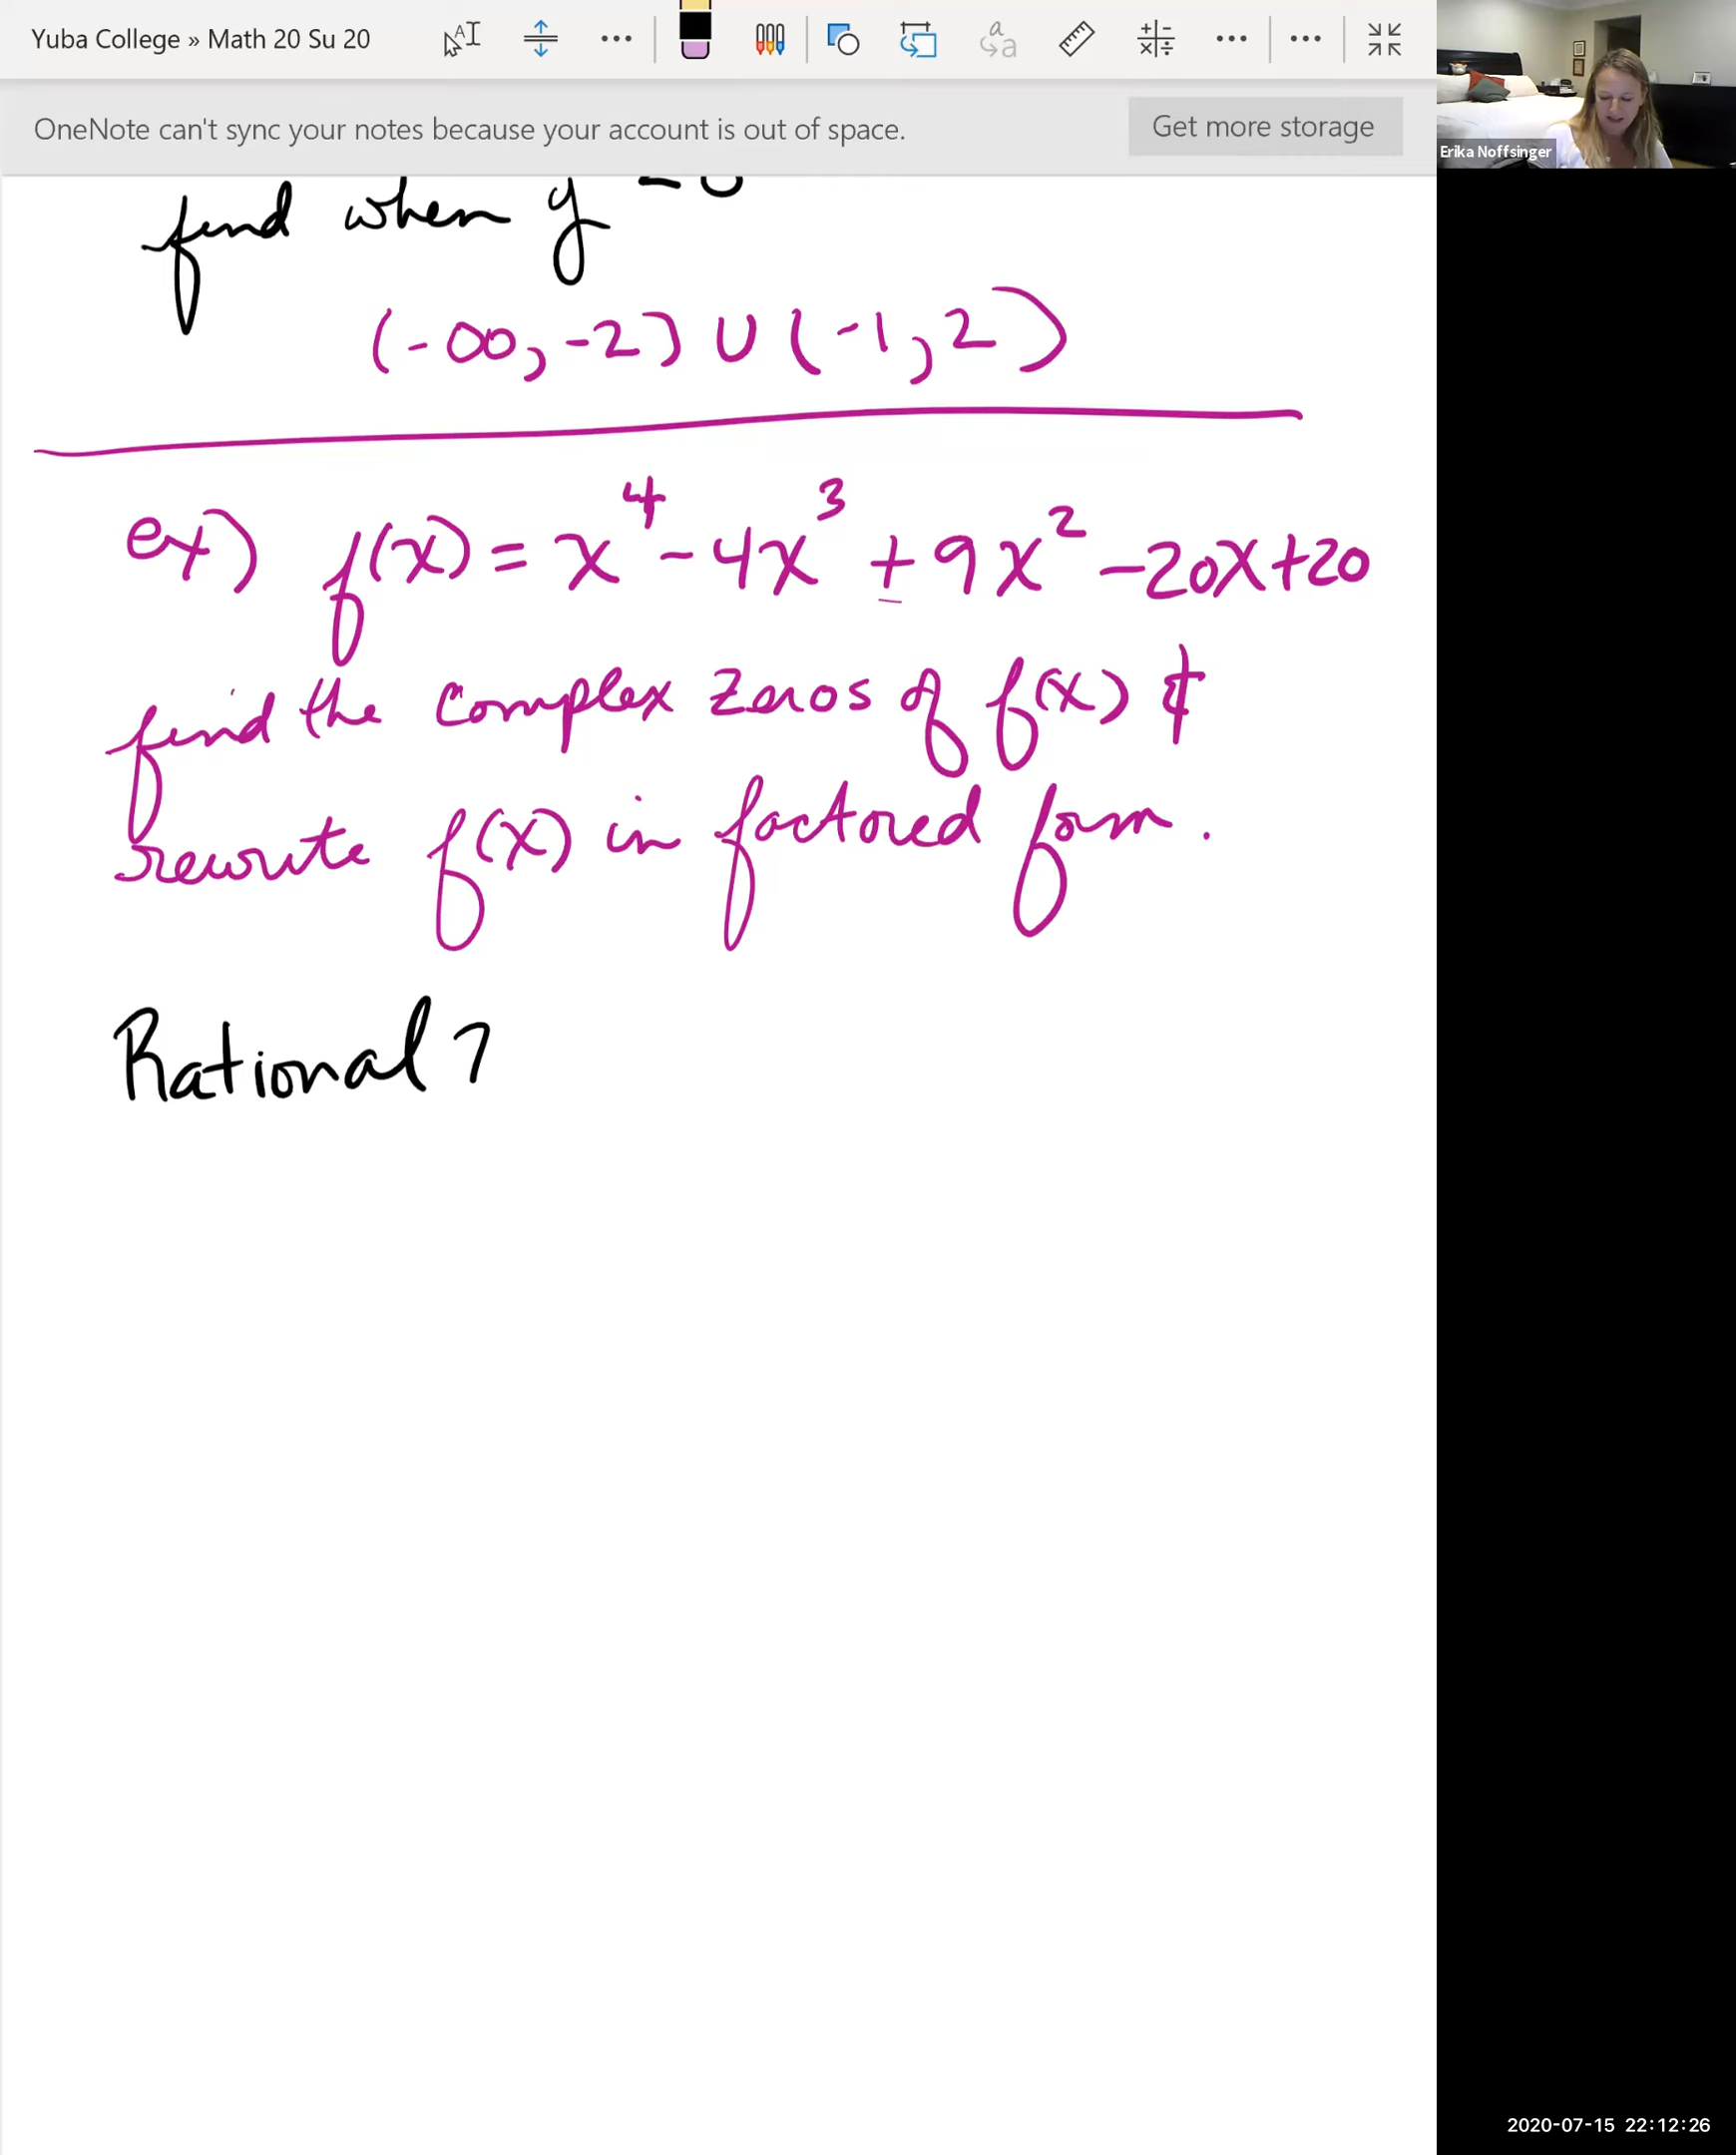 Yuba College » Math 20 Su 20
OneNote can't sync your notes because your account is out of space.
Get more storage
Erika Noffsinger
find when y
(-∞, -2) ∪ (-1, 2)
ex) f(x) = x⁴ - 4x³ + 9x² - 20x + 20
find the complex zeros of f(x) &
rewrite f(x) in factored form.
Rational?
2020-07-15 22:12:26